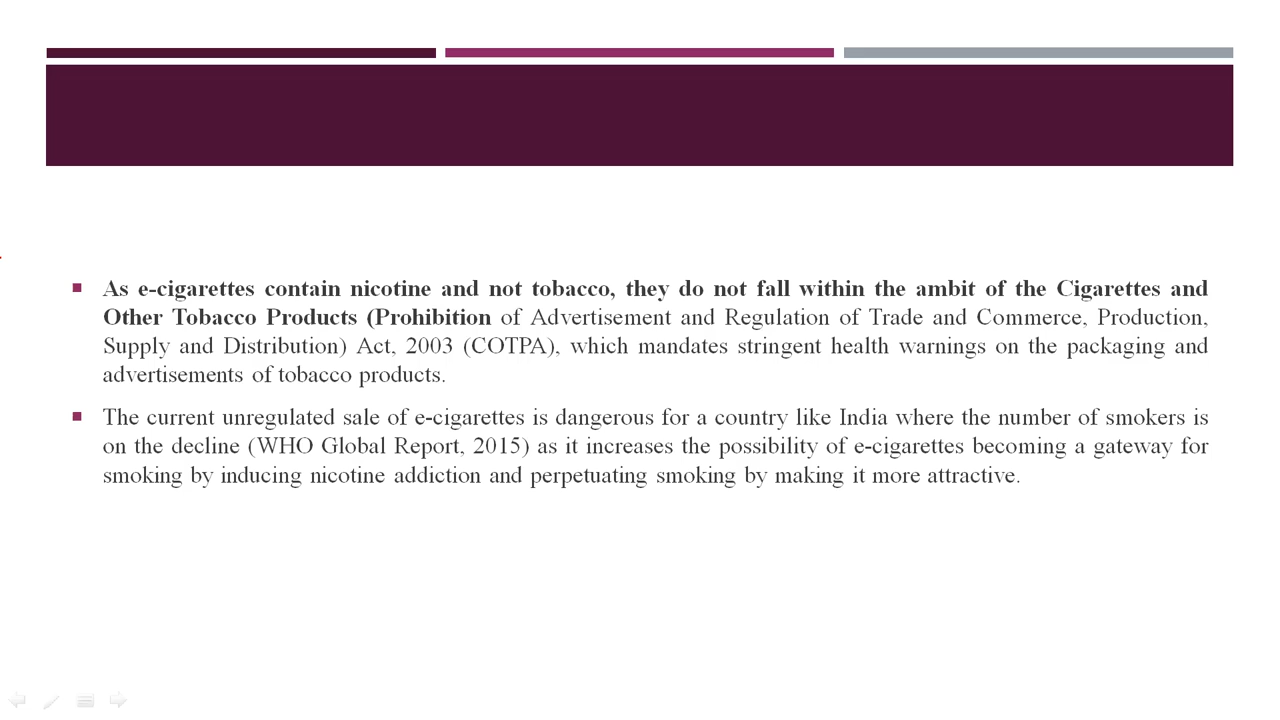 As e-cigarettes contain nicotine and not tobacco, they do not fall within the ambit of the Cigarettes and
Other Tobacco Products (Prohibition of Advertisement and Regulation of Trade and Commerce, Production,
Supply and Distribution) Act, 2003 (COTPA), which mandates stringent health warnings on the packaging and
advertisements of tobacco products.
The current unregulated sale of e-cigarettes is dangerous for a country like India where the number of smokers is
on the decline (WHO Global Report, 2015) as it increases the possibility of e-cigarettes becoming a gateway for
smoking by inducing nicotine addiction and perpetuating smoking by making it more attractive.